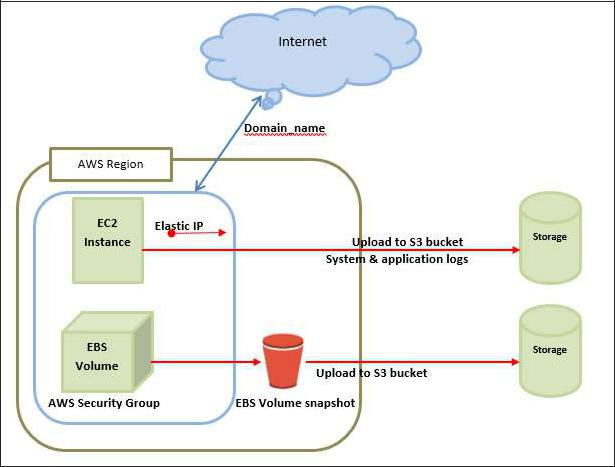 Internet
Domain_name
AWS Region
EC2
Instance
Elastic IP
Upload to S3 bucket
System & application logs
Storage
EBS
Volume
Upload to S3 bucket
Storage
AWS Security Group
EBS Volume snapshot